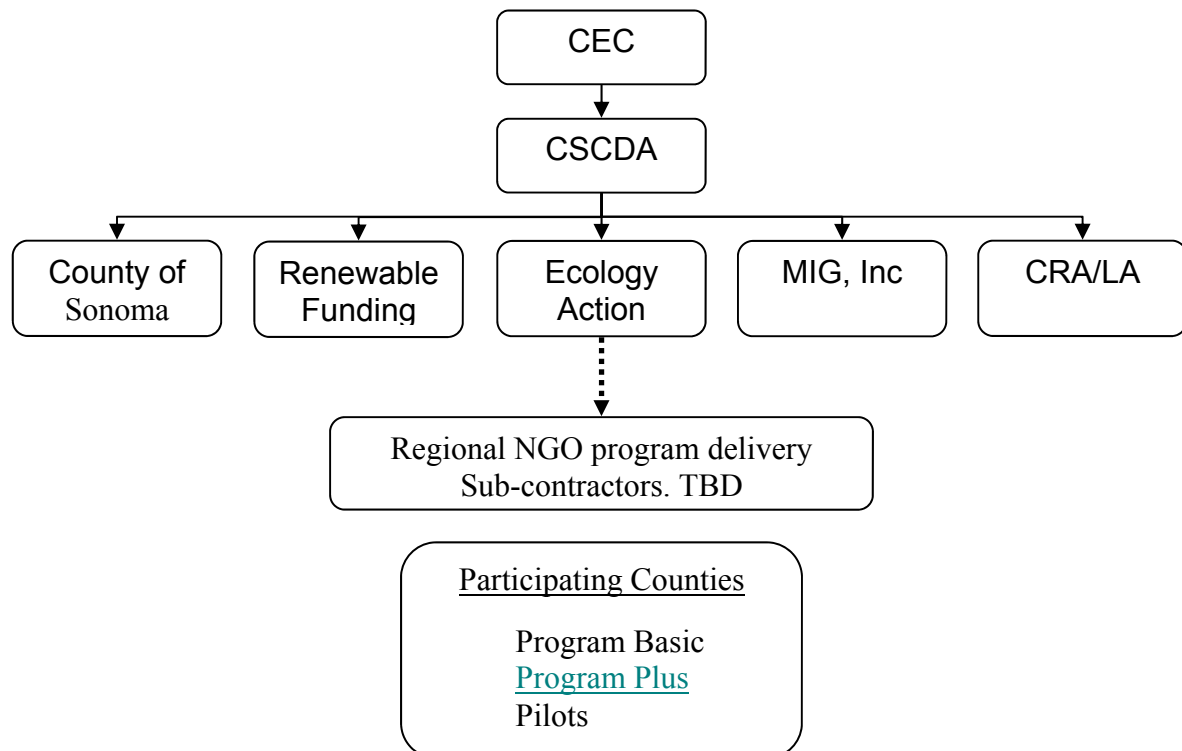 CEC
CSCDA
County of
Sonoma
Renewable
Funding
Ecology
Action
MIG, Inc
CRA/LA
Regional NGO program delivery
Sub-contractors. TBD
Participating Counties
Program Basic
Program Plus
Pilots